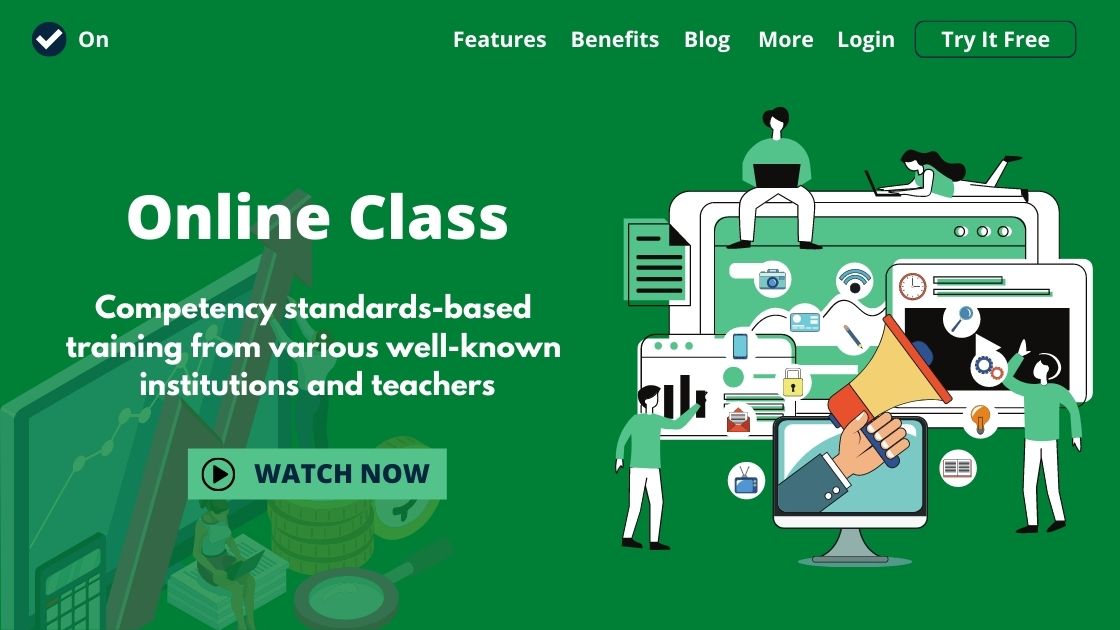 On
Features Benefits Blog More Login Try It Free
Online Class
Competency standards-based
training from various well-known
institutions and teachers
WATCH NOW